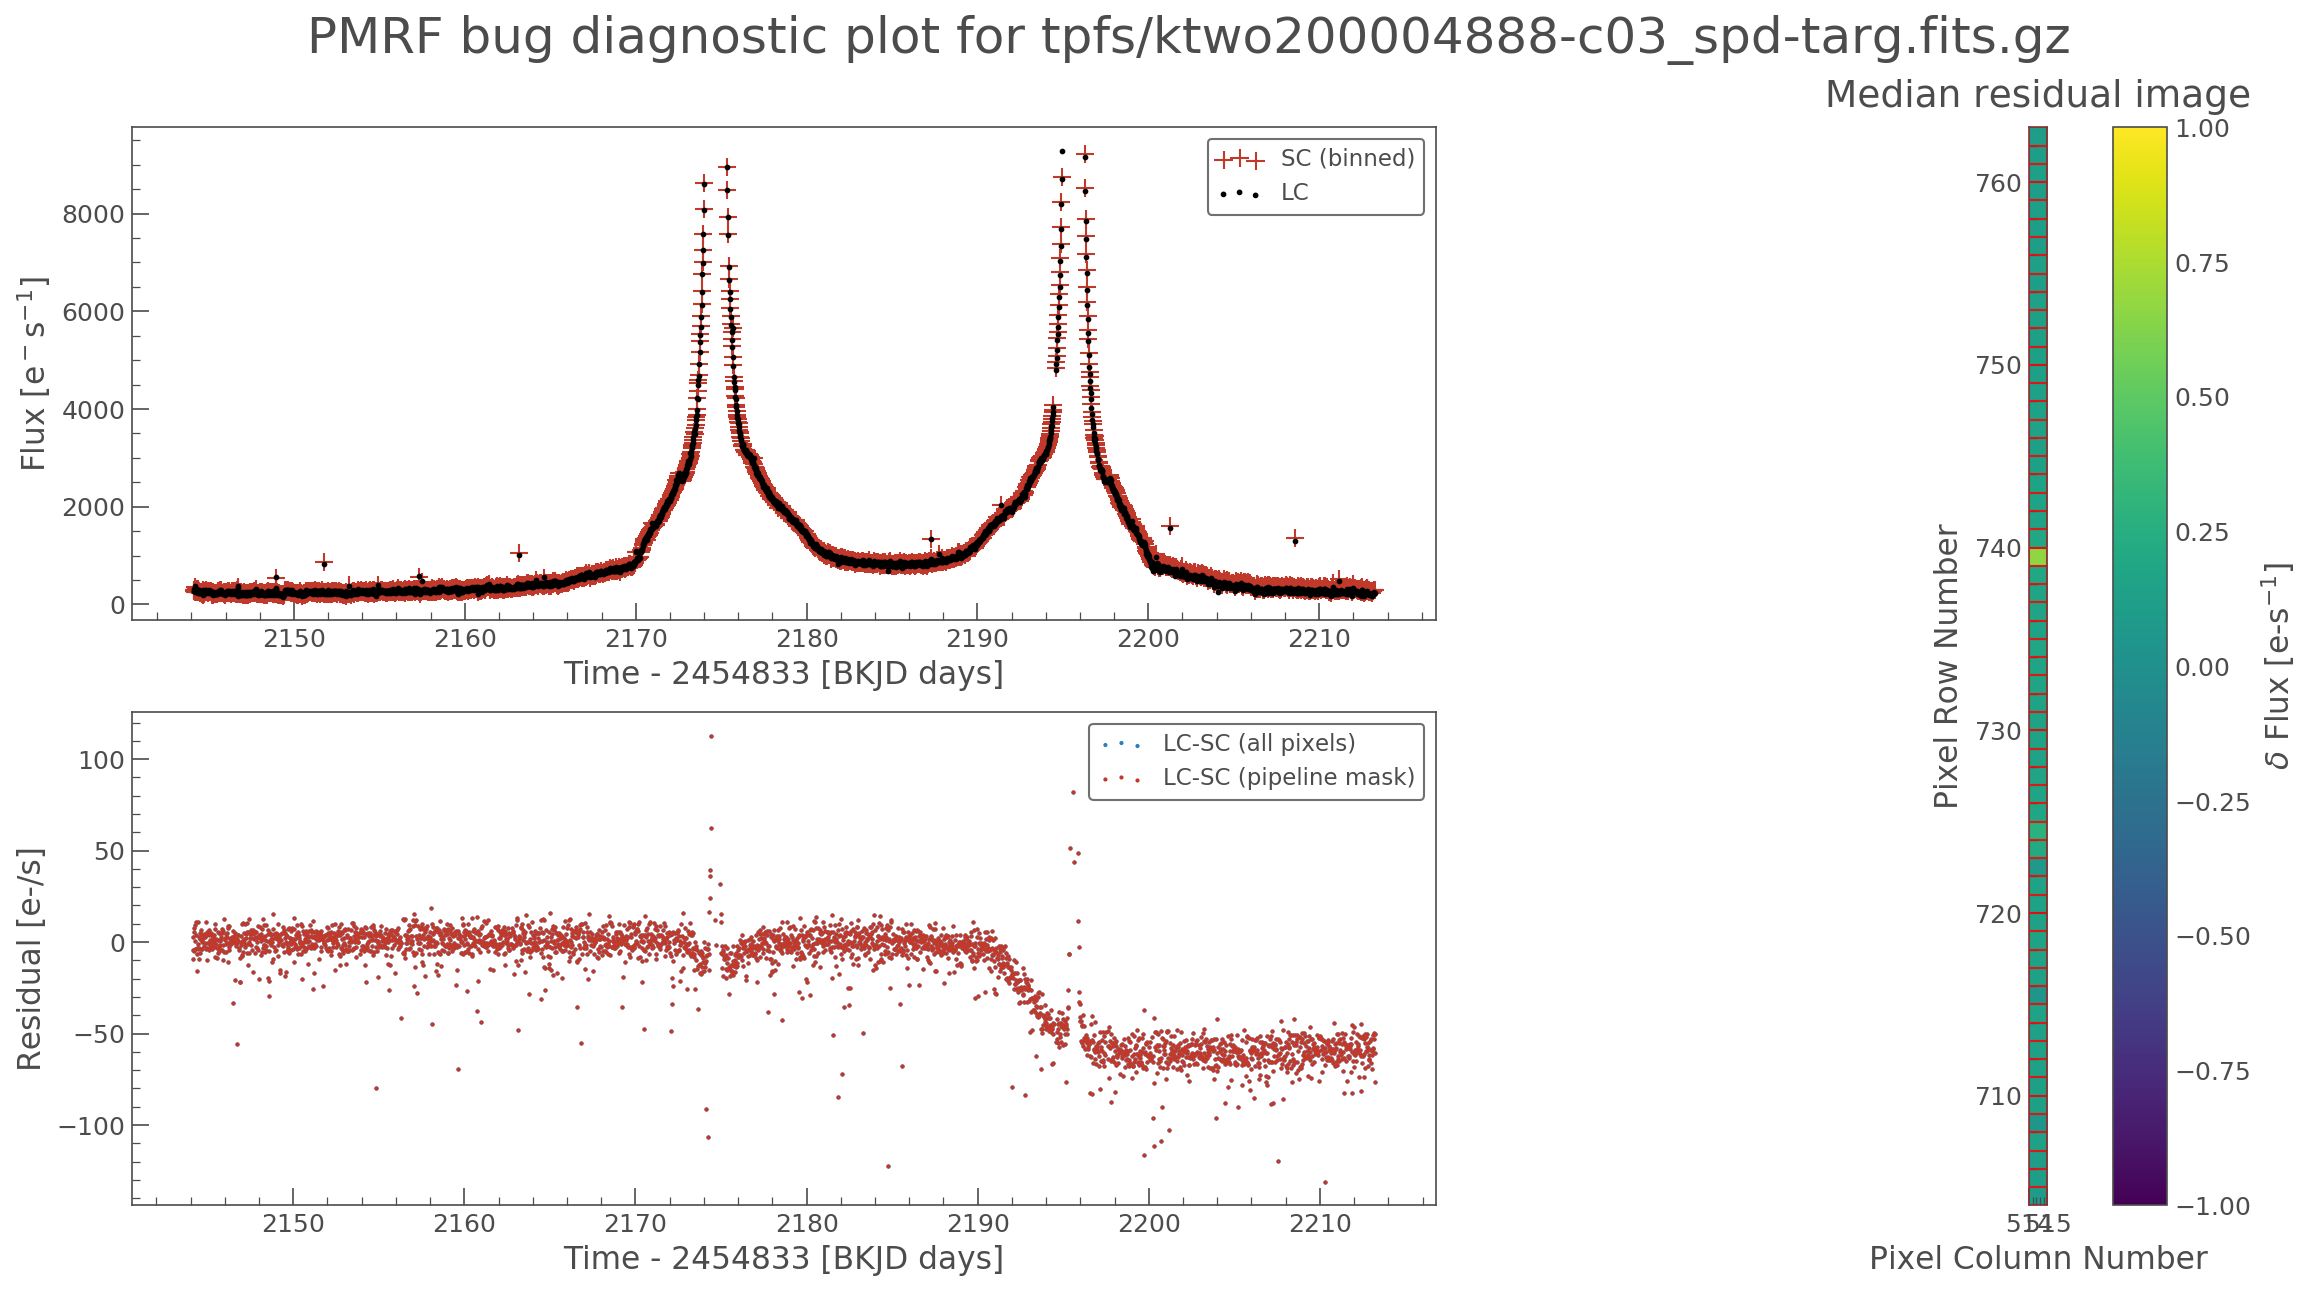 PMRF bug diagnostic plot for tpfs/ktwo200004888-c03_spd-targ.fits.gz
SC (binned)
LC
8000
6000
4000
2000
0
Flux [e⁻ s⁻¹]
2150 2160 2170 2180 2190 2200 2210
Time - 2454833 [BKJD days]
LC-SC (all pixels)
LC-SC (pipeline mask)
100
50
0
−50
−100
Residual [e-/s]
2150 2160 2170 2180 2190 2200 2210
Time - 2454833 [BKJD days]
Median residual image
760
750
740
730
720
710
Pixel Row Number
514 515
Pixel Column Number
1.00
0.75
0.50
0.25
0.00
−0.25
−0.50
−0.75
−1.00
δ Flux [e-s⁻¹]